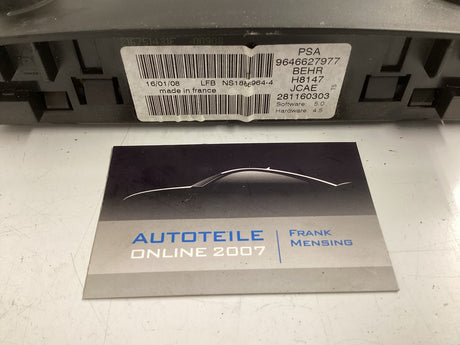 PSA
9646627977
BEHR
H8147
JCAE
281160303
Software: 5.0
Hardware: 4.5
16/01/08 LFB
made in france
AUTOTEILE
ONLINE 2007
FRANK
MENSING